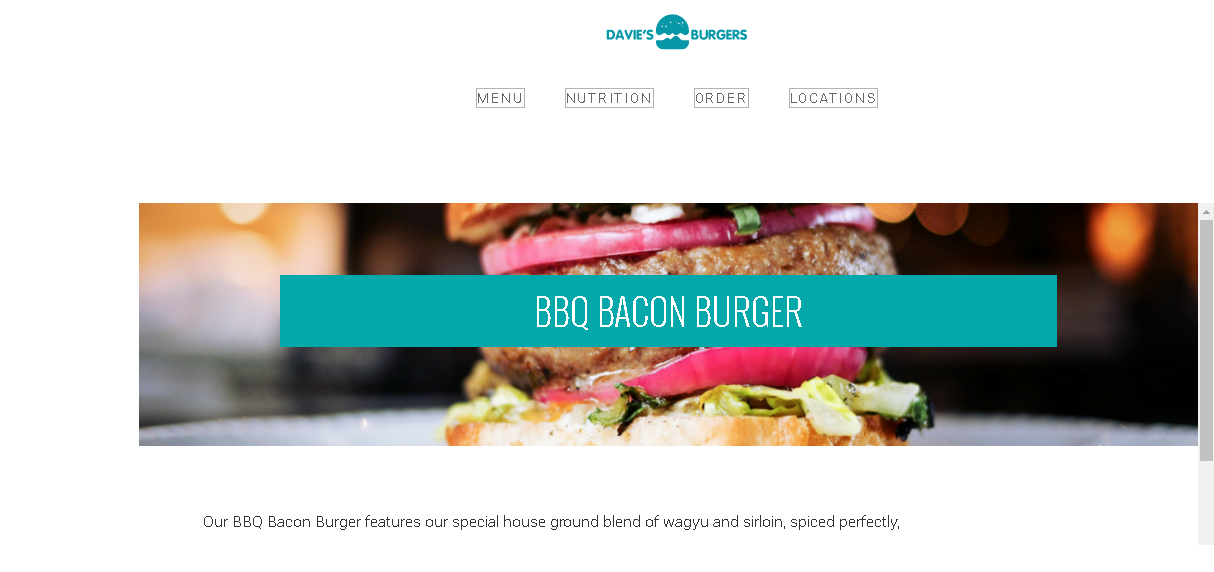 DAVIE'S BURGERS
MENU NUTRITION ORDER LOCATIONS
BBQ BACON BURGER
Our BBQ Bacon Burger features our special house ground blend of wagyu and sirloin, spiced perfectly,